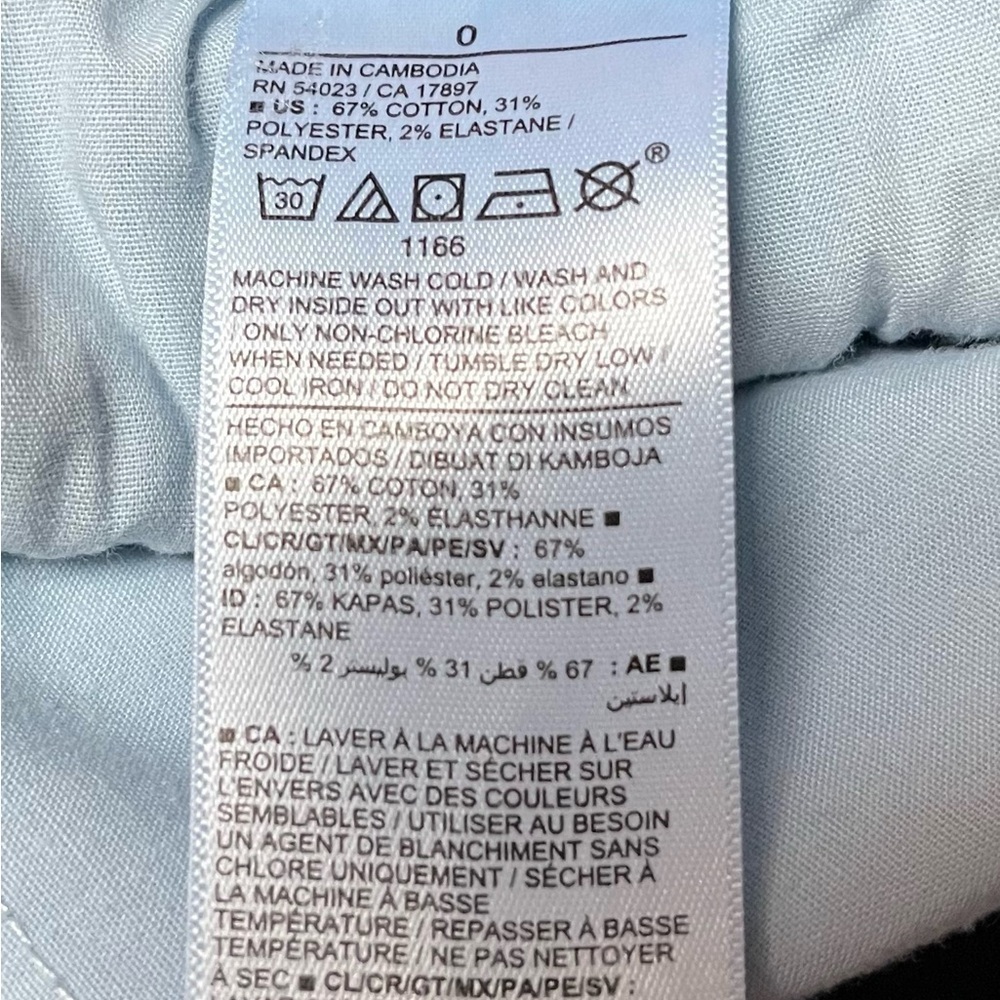 0
MADE IN CAMBODIA
RN 54023 / CA 17897
■ US : 67% COTTON, 31%
POLYESTER, 2% ELASTANE /
SPANDEX
30 ®
1166
MACHINE WASH COLD / WASH AND
DRY INSIDE OUT WITH LIKE COLORS
/ ONLY NON-CHLORINE BLEACH
WHEN NEEDED / TUMBLE DRY LOW /
COOL IRON / DO NOT DRY CLEAN
HECHO EN CAMBOYA CON INSUMOS
IMPORTADOS / DIBUAT DI KAMBOJA
■ CA : 67% COTON, 31%
POLYESTER, 2% ÉLASTHANNE ■
CL/CR/GT/MX/PA/PE/SV : 67%
algodón, 31% poliéster, 2% elastano ■
ID : 67% KAPAS, 31% POLISTER, 2%
ELASTANE
■ AE : 67 % قطن 31 % بوليستر 2 %
إيلاستين
■ CA : LAVER À LA MACHINE À L'EAU
FROIDE / LAVER ET SÉCHER SUR
L'ENVERS AVEC DES COULEURS
SEMBLABLES / UTILISER AU BESOIN
UN AGENT DE BLANCHIMENT SANS
CHLORE UNIQUEMENT / SÉCHER À
LA MACHINE À BASSE
TEMPÉRATURE / REPASSER À BASSE
TEMPÉRATURE / NE PAS NETTOYER
À SEC ■ CL/CR/GT/MX/PA/PE/SV :